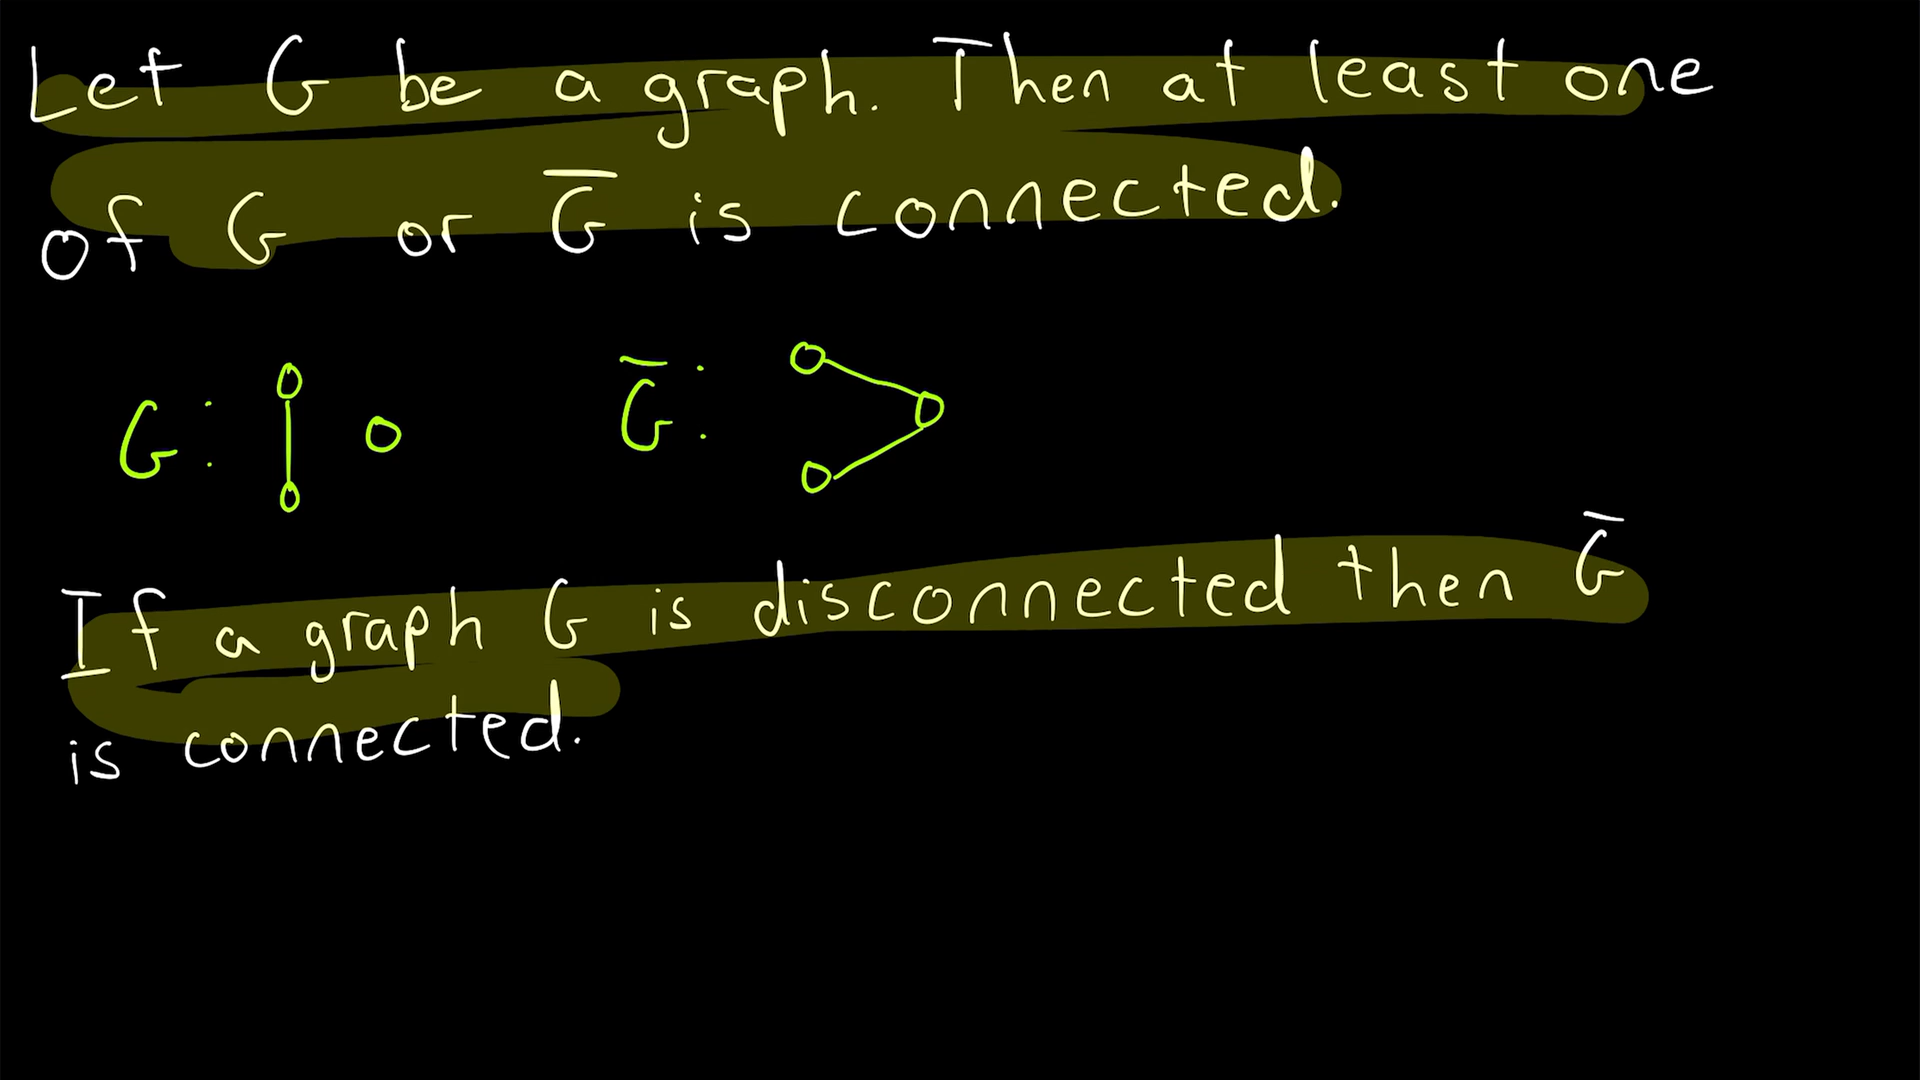 Let G be a graph. Then at least one
of G or G̅ is connected.
G: G̅:
If a graph G is disconnected then G̅
is connected.